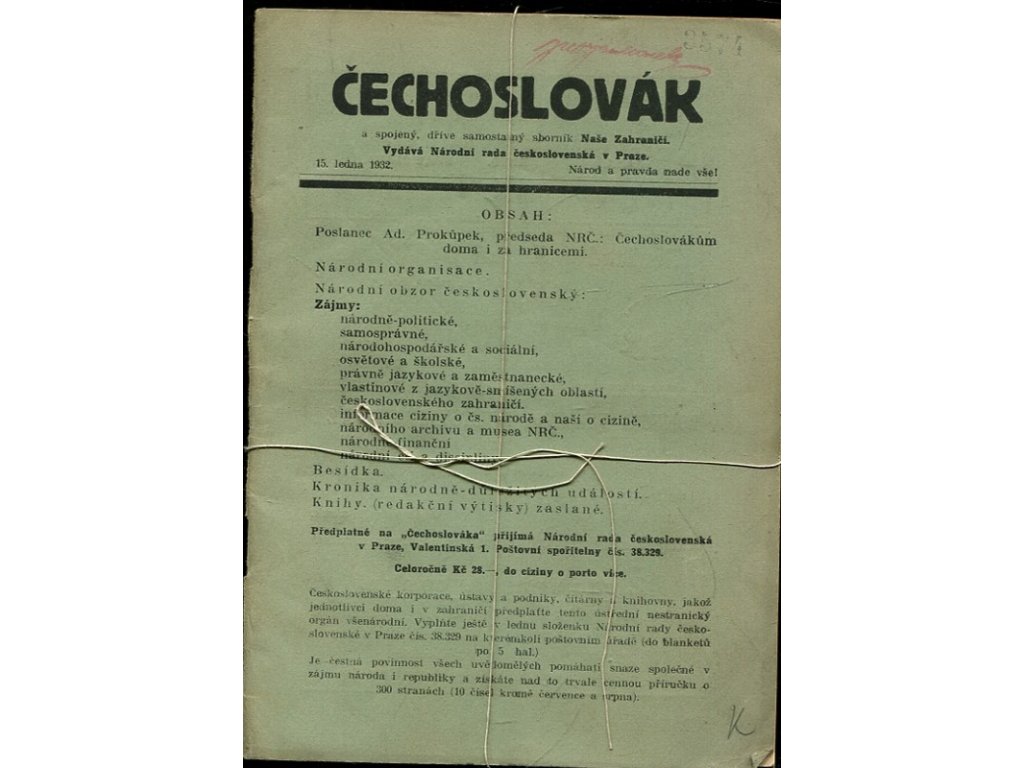 ČECHOSLOVÁK
a spojený, dříve samostatný sborník Naše Zahraničí.
Vydává Národní rada československá v Praze.
15. ledna 1932.
Národ a pravda nade vše!
OBSAH:
Poslanec Ad. Prokůpek, předseda NRČ.: Čechoslovákům
doma i za hranicemi.
Národní organisace.
Národní obzor československý:
Zájmy:
národně-politické,
samosprávné,
národohospodářské a sociální,
osvětové a školské,
právně jazykové a zaměstnanecké,
vlastinové z jazykově-smíšených oblastí,
československého zahraničí.
informace ciziny o čs. národě a naší o cizině,
národního archivu a musea NRČ.,
národně finanční
národní a disciplin
Besídka.
Kronika národně-důležitých událostí.
Knihy. (redakční výtisky) zaslané.
Předplatné na „Čechoslováka" přijímá Národní rada československá
v Praze, Valentinská 1. Poštovní spořitelny čís. 38.329.
Celoročně Kč 28.—, do ciziny o porto více.
Československé korporace, ústavy a podniky, čítárny a knihovny, jakož
jednotlivci doma i v zahraničí předplaťte tento ústřední nestranický
orgán všenárodní. Vyplňte ještě v lednu složenku Národní rady česko-
slovenské v Praze čís. 38.329 na kterémkoli poštovním úřadě (do blanketů
po 5 hal.)
Je čestná povinnost všech uvědomělých pomáhati snaze společné v
zájmu národa i republiky a získáte nad to trvale cennou příručku o
300 stranách (10 čísel kromě července a srpna).
K